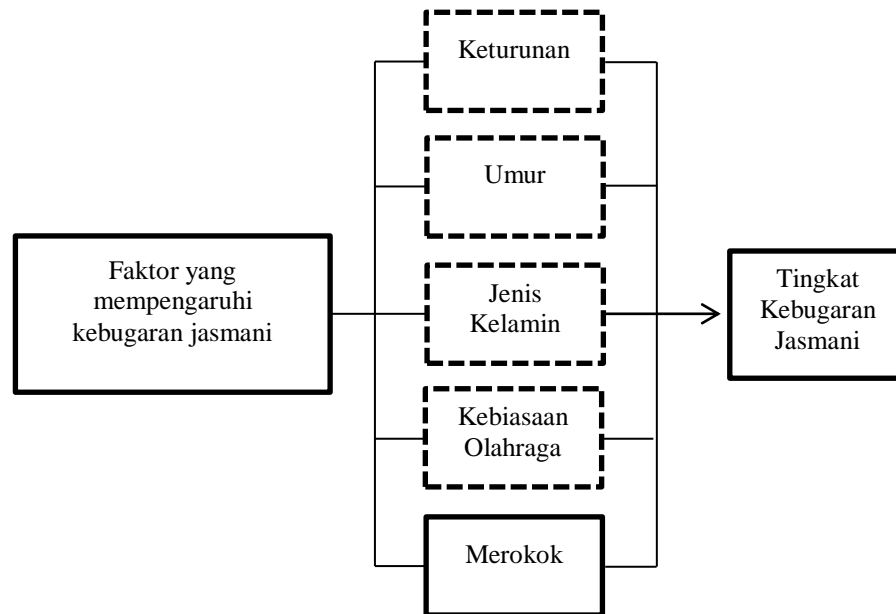 Keturunan
Umur
Faktor yang
mempengaruhi
kebugaran jasmani
Jenis
Kelamin
Tingkat
Kebugaran
Jasmani
Kebiasaan
Olahraga
Merokok